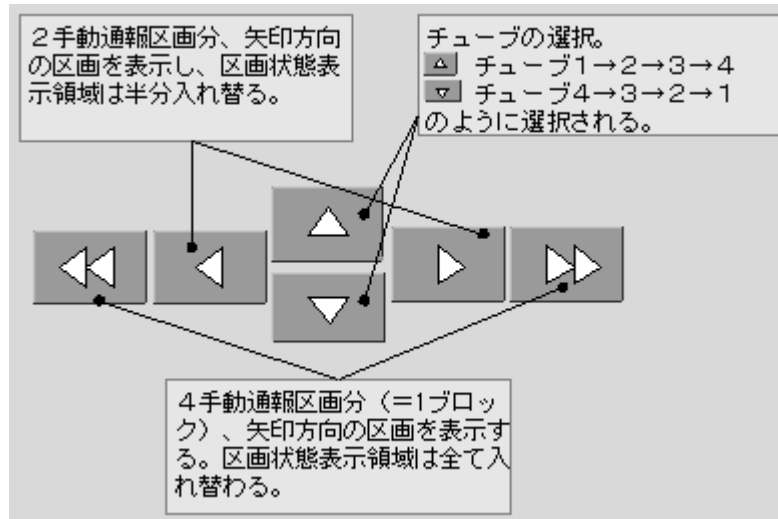 ２手動通報区画分、矢印方向
の区画を表示し、区画状態表
示領域は半分入れ替る。
チューブの選択。
△ チューブ１→２→３→４
▽ チューブ４→３→２→１
のように選択される。
４手動通報区画分（＝1ブロッ
ク）、矢印方向の区画を表示す
る。区画状態表示領域は全て入
れ替わる。